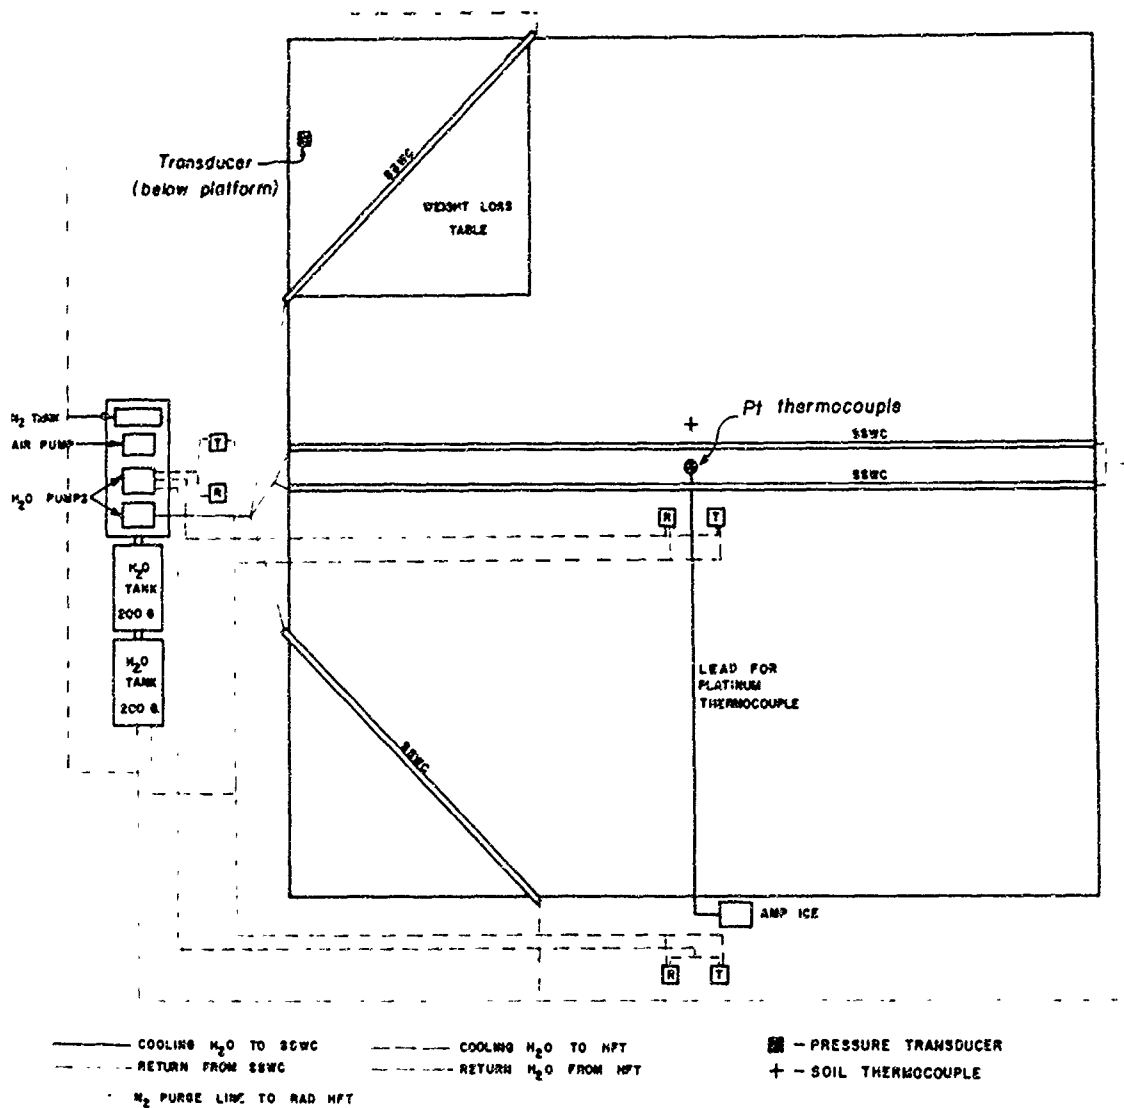 Transducer
(below platform)
SSWC
WEIGHT LOSS
TABLE
Pt thermocouple
N2 TANK
AIR PUMP
H2O PUMPS
T
R
SSWC
SSWC
R
T
H2O
TANK
200 G.
H2O
TANK
200 G.
LEAD FOR
PLATINUM
THERMOCOUPLE
SSWC
AMP ICE
R
T
COOLING H2O TO SSWC
RETURN FROM SSWC
N2 PURGE LINE TO RAD HFT
COOLING H2O TO HFT
RETURN H2O FROM HFT
- PRESSURE TRANSDUCER
+ - SOIL THERMOCOUPLE